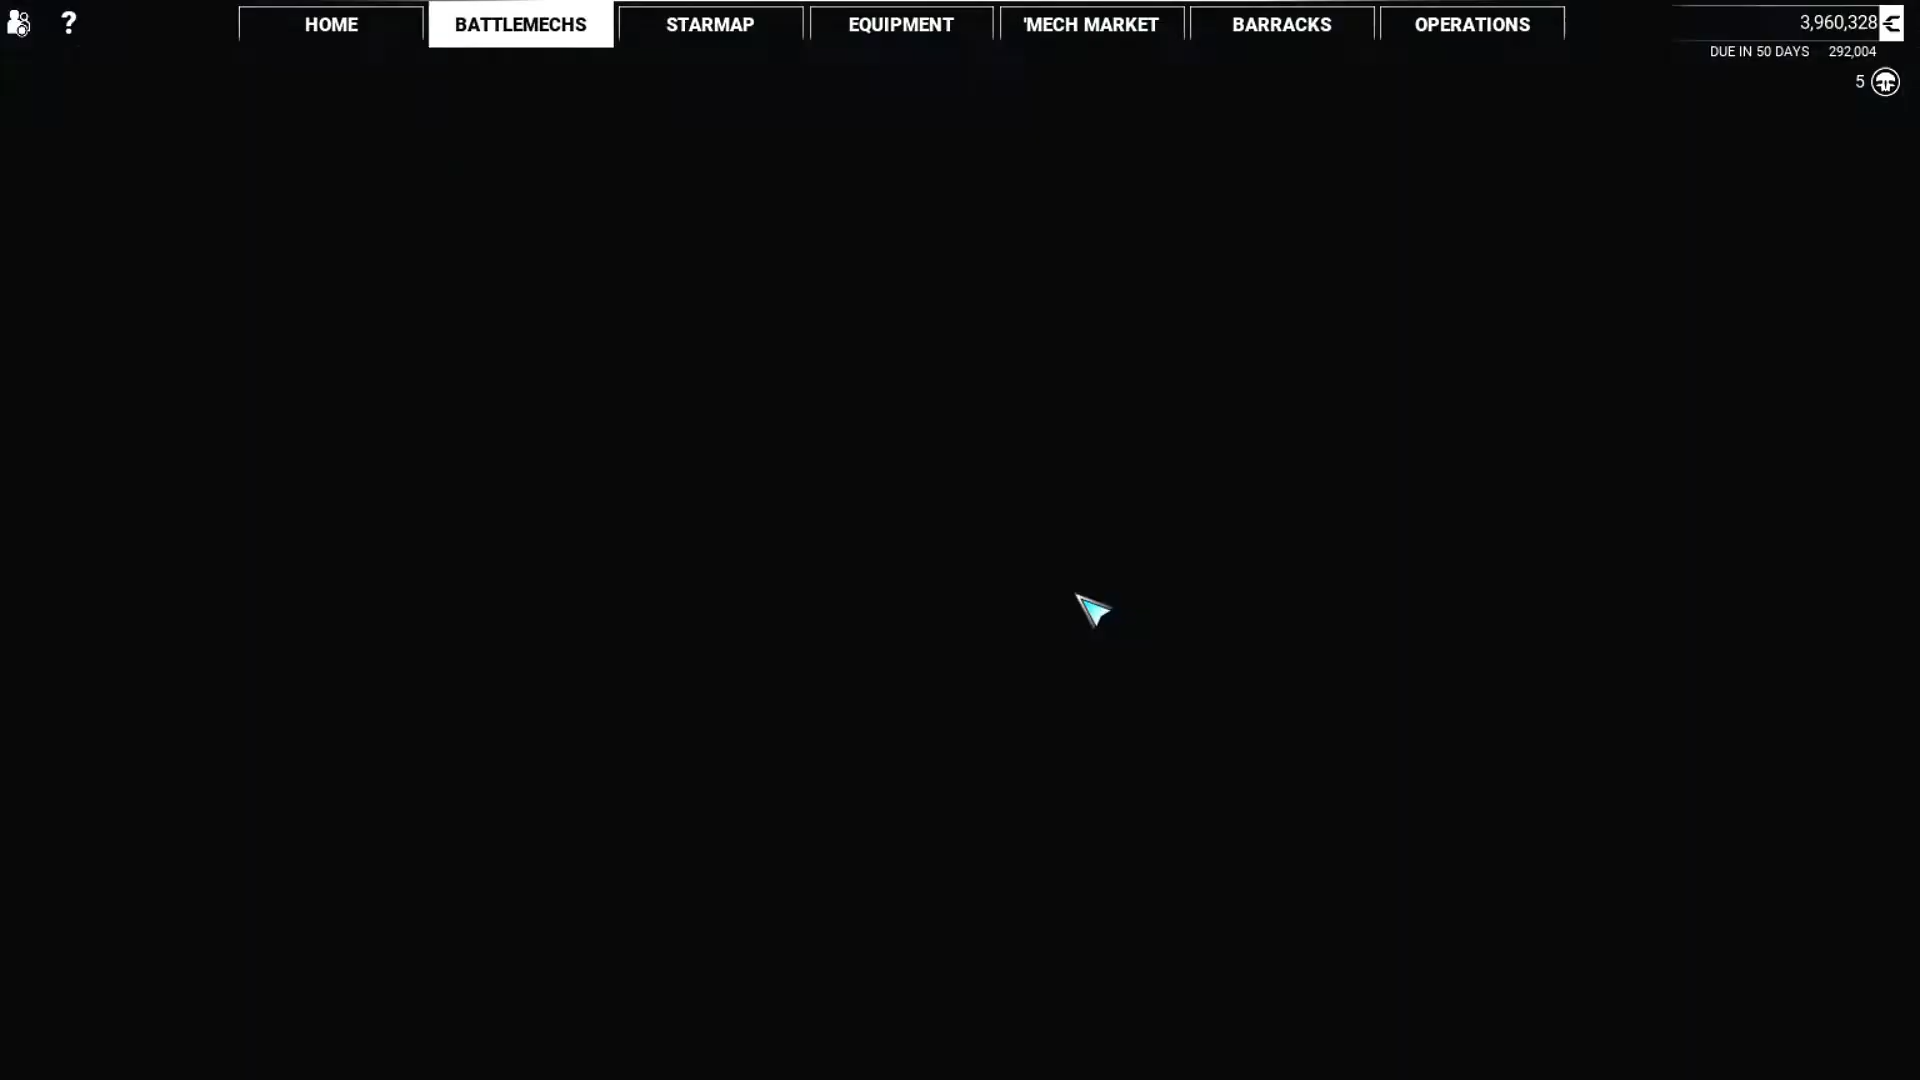 ?
HOME
BATTLEMECHS
STARMAP
EQUIPMENT
'MECH MARKET
BARRACKS
OPERATIONS
3,960,328
DUE IN 50 DAYS 292,004
5